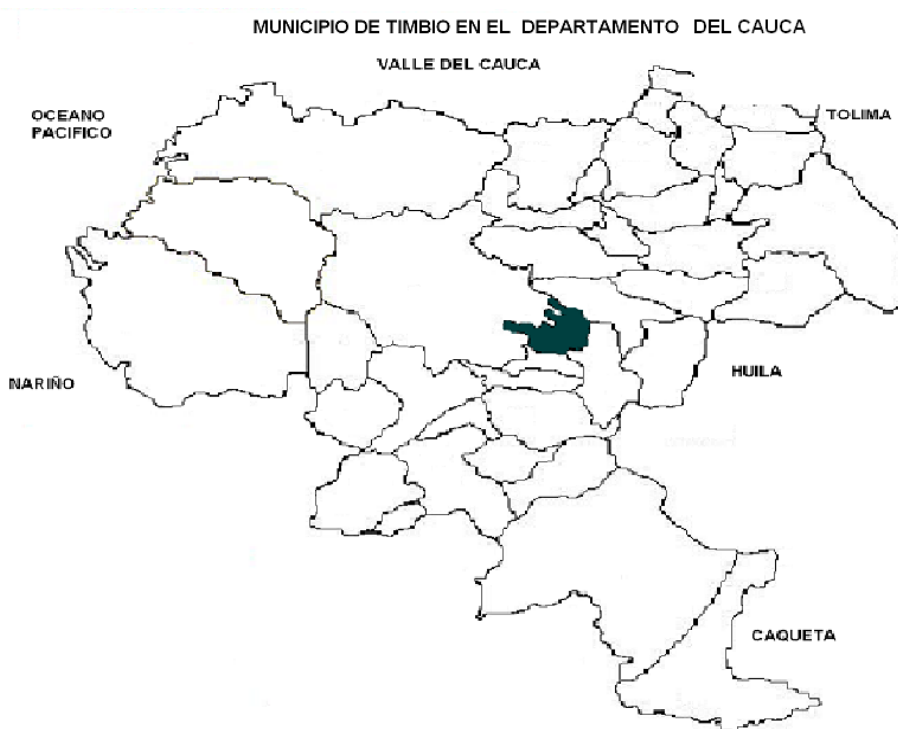 MUNICIPIO DE TIMBIO EN EL DEPARTAMENTO DEL CAUCA
VALLE DEL CAUCA
OCEANO
PACIFICO
TOLIMA
NARIÑO
HUILA
CAQUETA